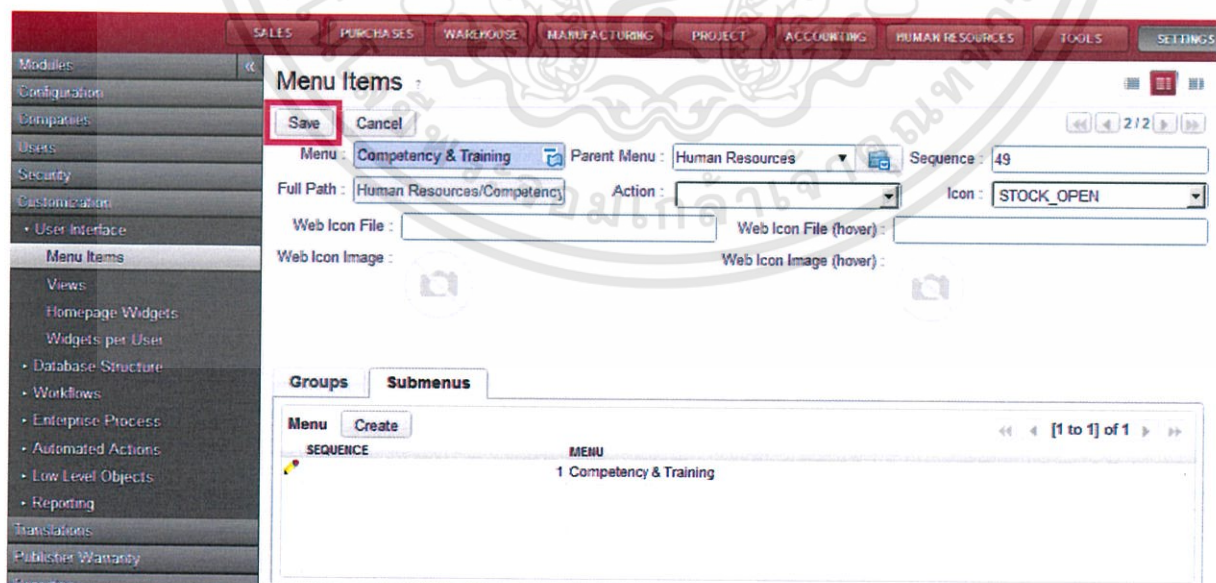 SALES PURCHASES WAREHOUSE MANUFACTURING PROJECT ACCOUNTING HUMAN RESOURCES TOOLS SETTINGS
Modules «
Configuration
Companies
Users
Security
Customization
User Interface
Menu Items
Views
Homepage Widgets
Widgets per User
Database Structure
Workflows
Enterprise Process
Automated Actions
Low Level Objects
Reporting
Translations
Publisher Warranty
Menu Items ?
Save Cancel 2 / 2
Menu : Competency & Training Parent Menu : Human Resources Sequence : 49
Full Path : Human Resources/Competency Action : Icon : STOCK_OPEN
Web Icon File : Web Icon File (hover) :
Web Icon Image : Web Icon Image (hover) :
Groups Submenus
Menu Create [1 to 1] of 1
SEQUENCE MENU
1 Competency & Training